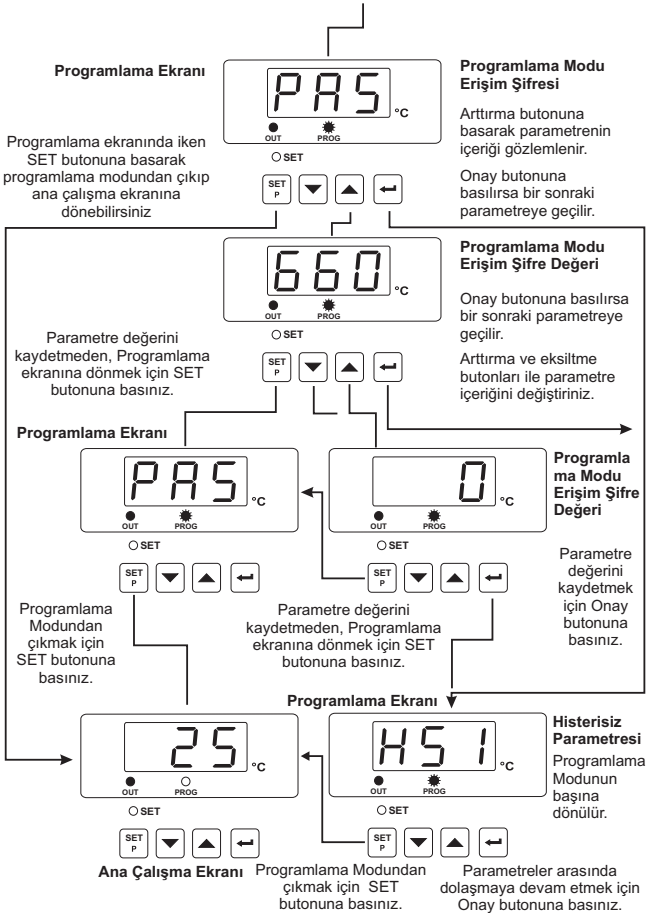 Programlama Ekranı
PAS
°C
OUT
PROG
SET
SET
P
Programlama Modu
Erişim Şifresi
Arttırma butonuna
basarak parametrenin
içeriği gözlemlenir.
Onay butonuna
basılırsa bir sonraki
parametreye geçilir.
Programlama ekranında iken
SET butonuna basarak
programlama modundan çıkıp
ana çalışma ekranına
dönebilirsiniz
660
°C
OUT
PROG
SET
SET
P
Programlama Modu
Erişim Şifre Değeri
Onay butonuna basılırsa
bir sonraki parametreye
geçilir.
Arttırma ve eksiltme
butonları ile parametre
içeriğini değiştiriniz.
Parametre değerini
kaydetmeden, Programlama
ekranına dönmek için SET
butonuna basınız.
Programlama Ekranı
PAS
°C
OUT
PROG
SET
SET
P
0
°C
OUT
PROG
SET
SET
P
Programla
ma Modu
Erişim Şifre
Değeri
Parametre
değerini
kaydetmek
için Onay
butonuna
basınız.
Programlama
Modundan
çıkmak için
SET butonuna
basınız.
Parametre değerini
kaydetmeden, Programlama
ekranına dönmek için SET
butonuna basınız.
Programlama Ekranı
25
°C
OUT
PROG
SET
SET
P
Ana Çalışma Ekranı
HS1
°C
OUT
PROG
SET
SET
P
Histerisiz
Parametresi
Programlama
Modunun
başına
dönülür.
Programlama Modundan
çıkmak için SET
butonuna basınız.
Parametreler arasında
dolaşmaya devam etmek için
Onay butonuna basınız.